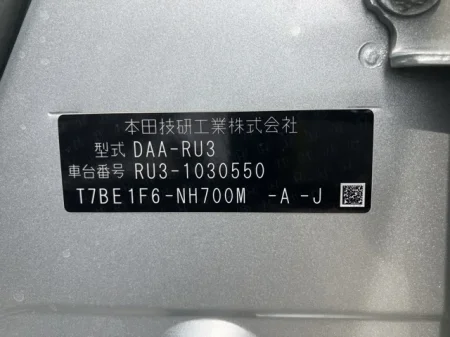 本田技研工業株式会社
型式 DAA-RU3
車台番号 RU3-1030550
T7BE1F6-NH700M -A -J